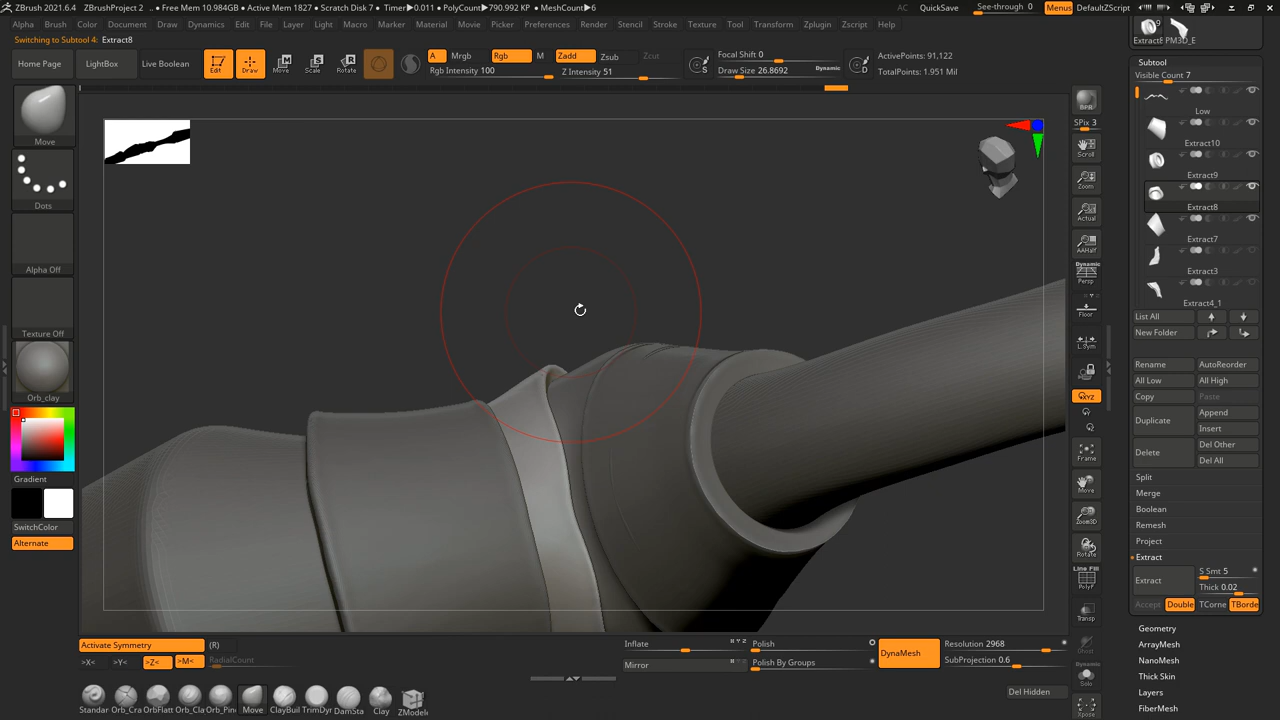 ZBrush 2021.6.4
ZBrushProject 2 .. • Free Mem 10.984GB • Active Mem 1827 • Scratch Disk 7 • Timer▸0.011 • PolyCount▸790.992 KP • MeshCount▸6
AC QuickSave See-through 0 Menus DefaultZScript
Alpha Brush Color Document Draw Dynamics Edit File Layer Light Macro Marker Material Movie Picker Preferences Render Stencil Stroke Texture Tool Transform Zplugin Zscript Help
Switching to Subtool 4: Extract8
Home Page LightBox Live Boolean
Edit Draw Move Scale Rotate
A Mrgb Rgb M Zadd Zsub Zcut
Rgb Intensity 100 Z Intensity 51
S
Focal Shift 0
Draw Size 26.8692 Dynamic
D
ActivePoints: 91,122
TotalPoints: 1.951 Mil
Move
Dots
Alpha Off
Texture Off
Orb_clay
Gradient
SwitchColor
Alternate
BPR
SPix 3
Scroll
Zoom
Actual
AAHalf
Dynamic
Persp
Floor
L.Sym
XYZ
Frame
Move
Zoom3D
Rotate
Line Fill
PolyF
Transp
Ghost
Dynamic
Solo
Xpose
9
Extract8 PM3D_E
Subtool
Visible Count 7
Low
Extract10
Extract9
Extract8
Extract7
Extract3
Extract4_1
List All
New Folder
Rename AutoReorder
All Low All High
Copy Paste
Duplicate Append
Insert
Delete Del Other
Del All
Split
Merge
Boolean
Remesh
Project
Extract
Extract S Smt 5
Thick 0.02
Accept Double TCorne TBorde
Geometry
ArrayMesh
NanoMesh
Thick Skin
Layers
FiberMesh
Activate Symmetry (R)
>X< >Y< >Z< >M< RadialCount
Inflate
Mirror
Polish
Polish By Groups
DynaMesh
Resolution 2968
SubProjection 0.6
Del Hidden
Standar Orb_Cra OrbFlatt Orb_Cla Orb_Pin Move ClayBuil TrimDyr DamSta Clay ZModele